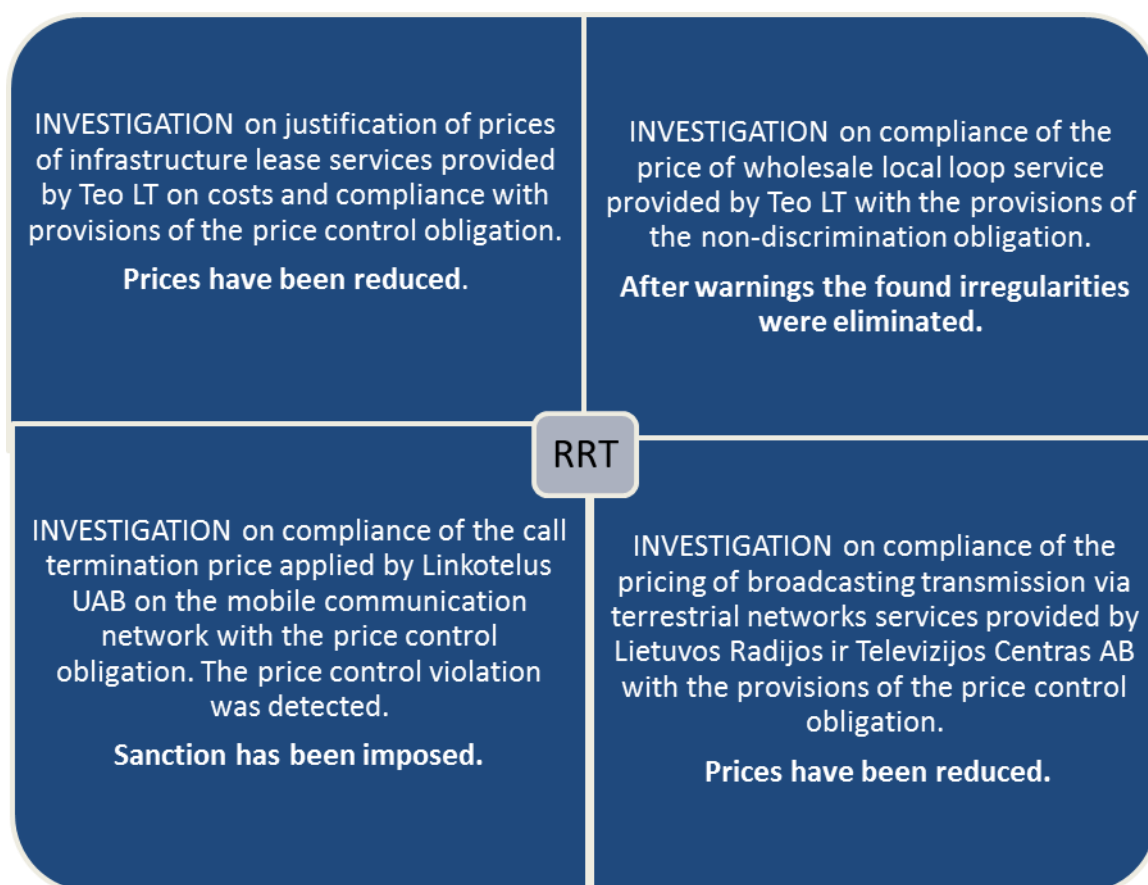 INVESTIGATION on justification of prices
of infrastructure lease services provided
by Teo LT on costs and compliance with
provisions of the price control obligation.
Prices have been reduced.
INVESTIGATION on compliance of the
price of wholesale local loop service
provided by Teo LT with the provisions of
the non-discrimination obligation.
After warnings the found irregularities
were eliminated.
RRT
INVESTIGATION on compliance of the call
termination price applied by Linkotelus
UAB on the mobile communication
network with the price control
obligation. The price control violation
was detected.
Sanction has been imposed.
INVESTIGATION on compliance of the
pricing of broadcasting transmission via
terrestrial networks services provided by
Lietuvos Radijos ir Televizijos Centras AB
with the provisions of the price control
obligation.
Prices have been reduced.